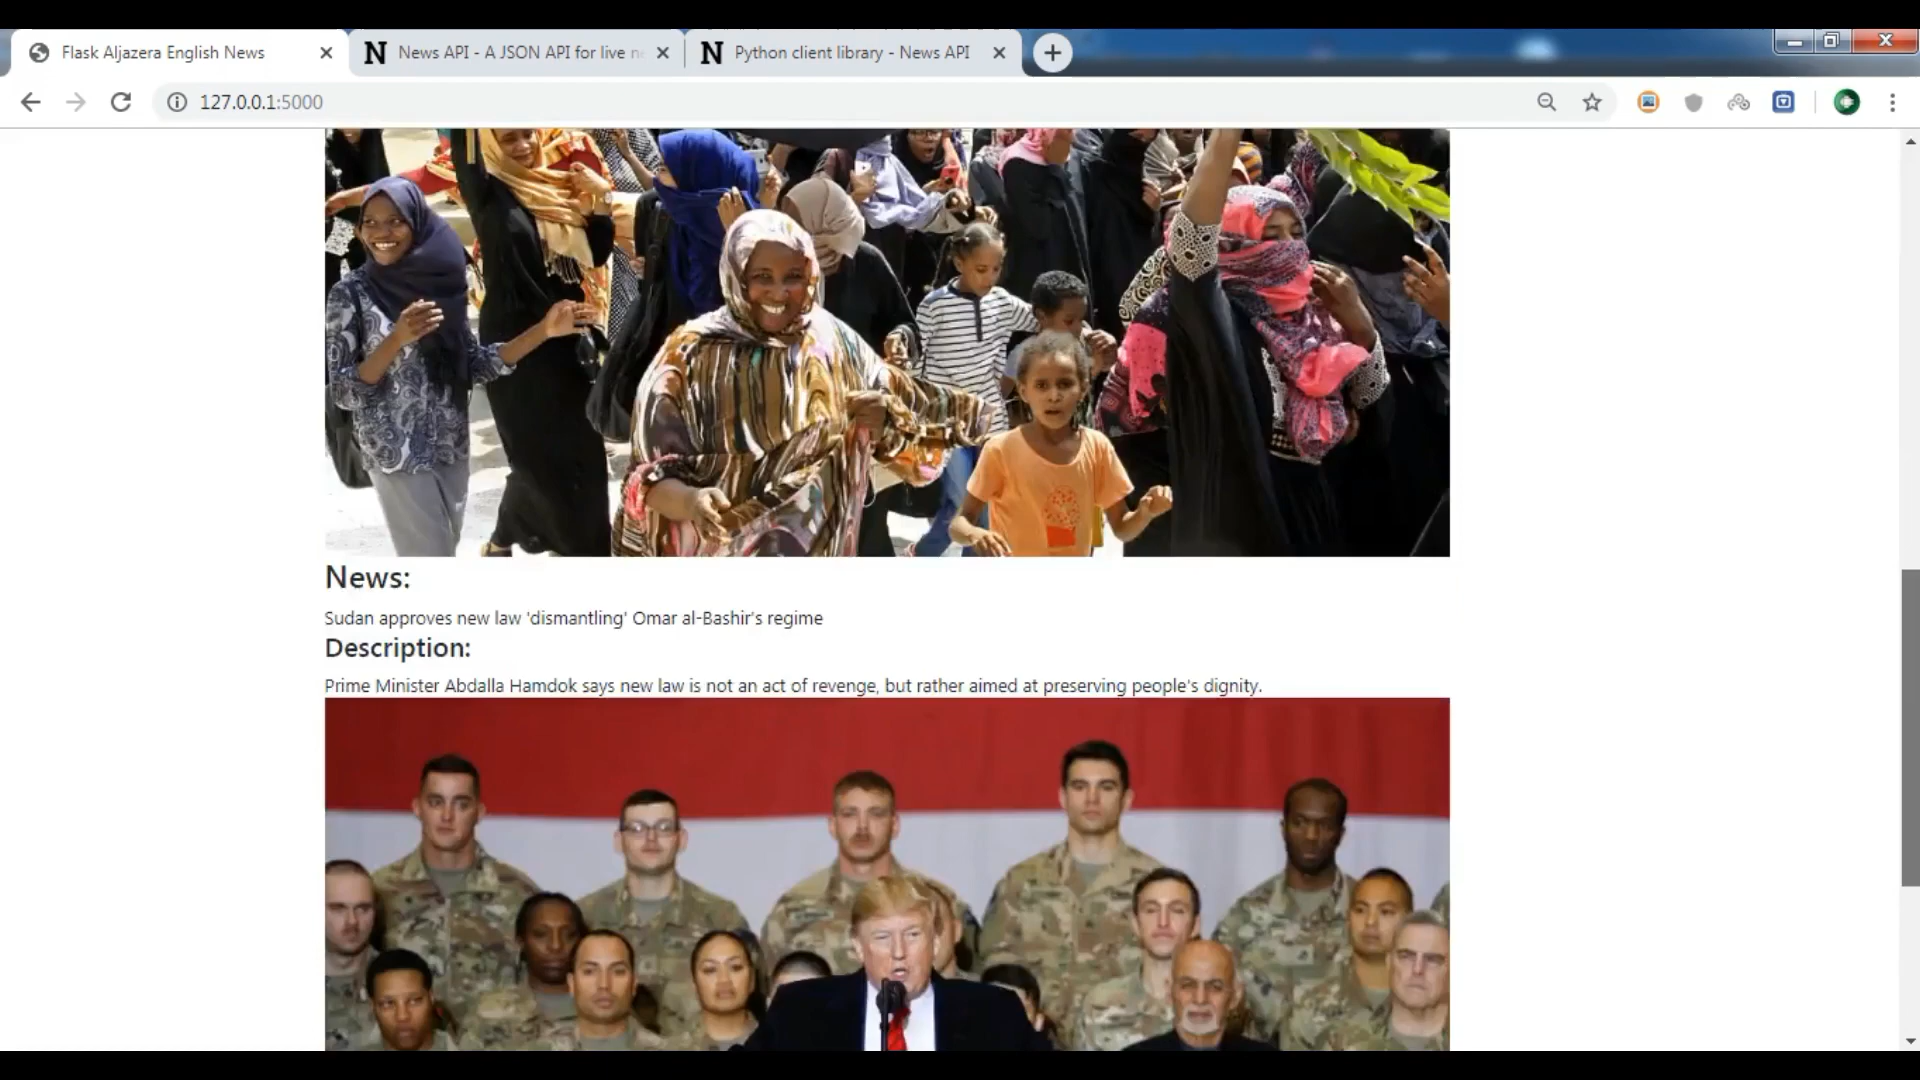 Flask Aljazera English News
News API - A JSON API for live n
Python client library - News API
127.0.0.1:5000
News:
Sudan approves new law 'dismantling' Omar al-Bashir's regime
Description:
Prime Minister Abdalla Hamdok says new law is not an act of revenge, but rather aimed at preserving people's dignity.